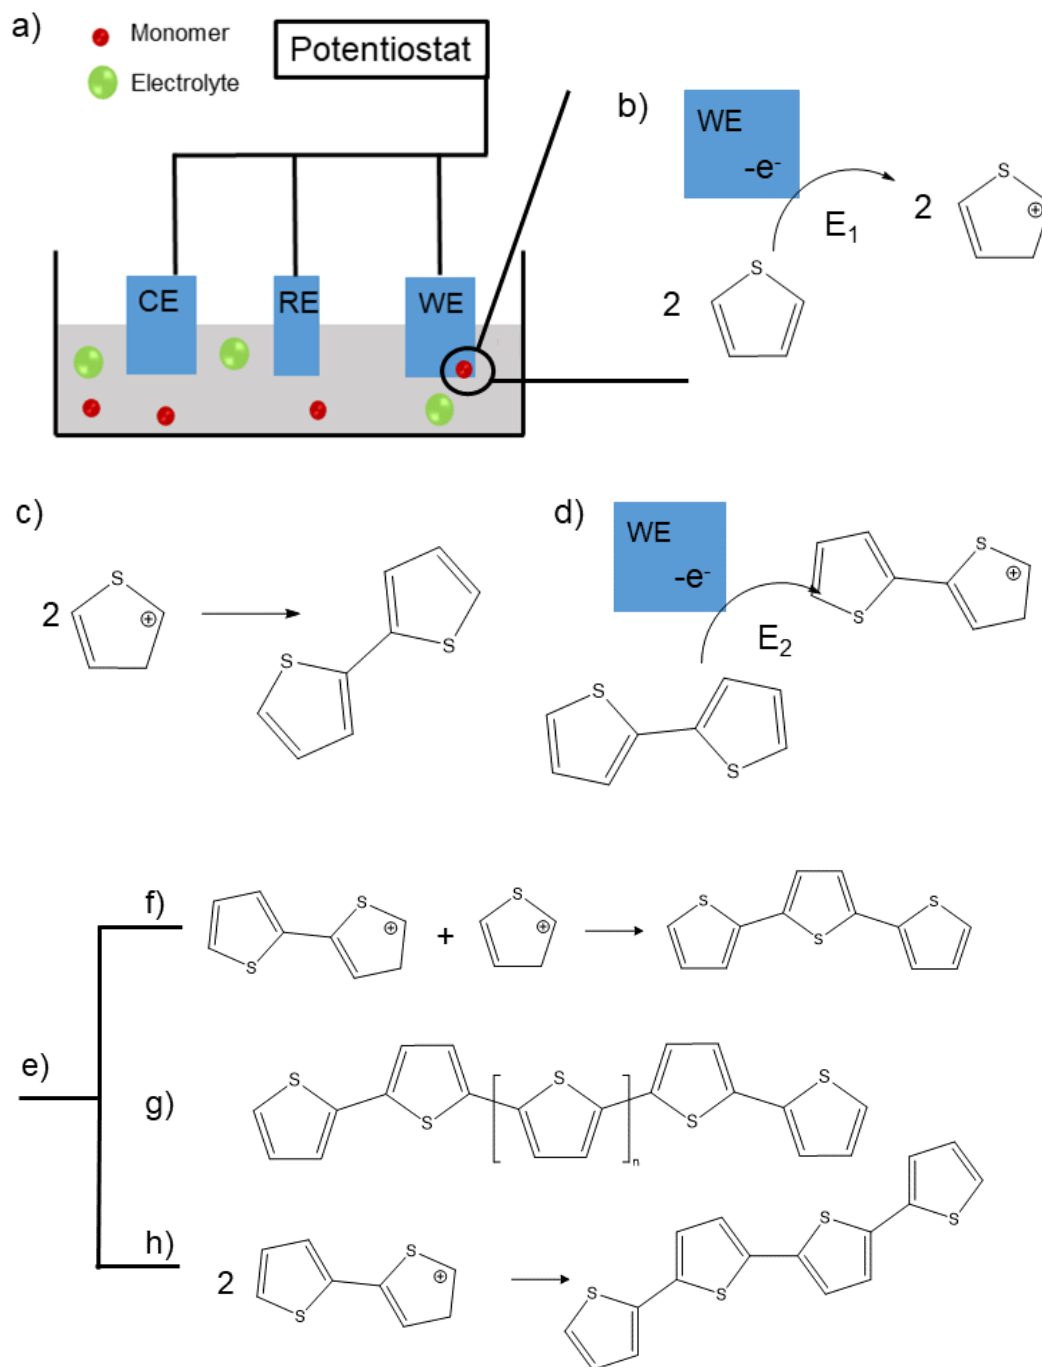 a)
Monomer
Electrolyte
Potentiostat
CE
RE
WE
b)
WE
-e⁻
E₁
2
S
2
S
⊕
c)
2
S
⊕
S
S
d)
WE
-e⁻
E₂
S
S
S
S
⊕
e)
f)
S
S
⊕
+
S
⊕
S
S
S
g)
S
S
S
n
S
S
h)
2
S
S
⊕
S
S
S
S